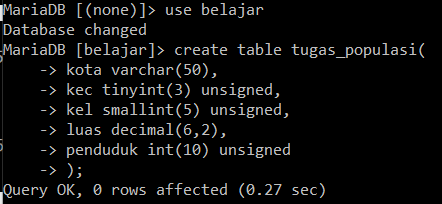 MariaDB [(none)]> use belajar
Database changed
MariaDB [belajar]> create table tugas_populasi(
    -> kota varchar(50),
    -> kec tinyint(3) unsigned,
    -> kel smallint(5) unsigned,
    -> luas decimal(6,2),
    -> penduduk int(10) unsigned
    -> );
Query OK, 0 rows affected (0.27 sec)